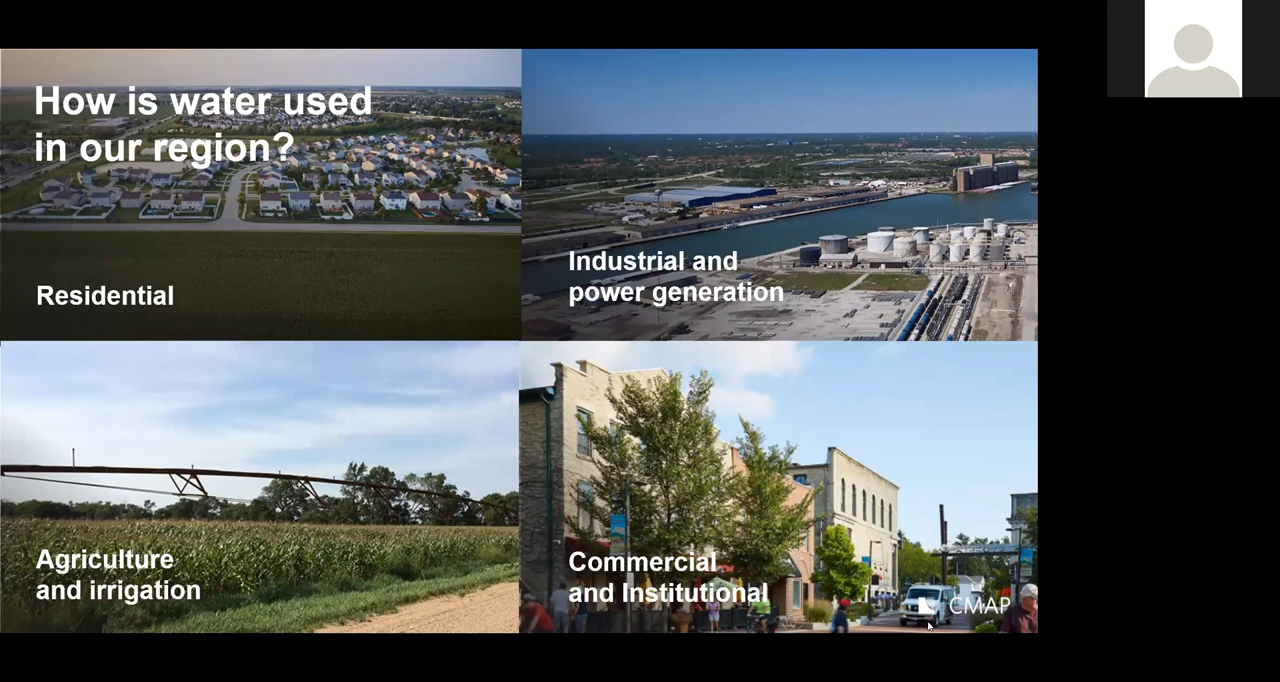 How is water used
in our region?
Residential
Industrial and
power generation
Agriculture
and irrigation
Commercial
and Institutional
CMAP